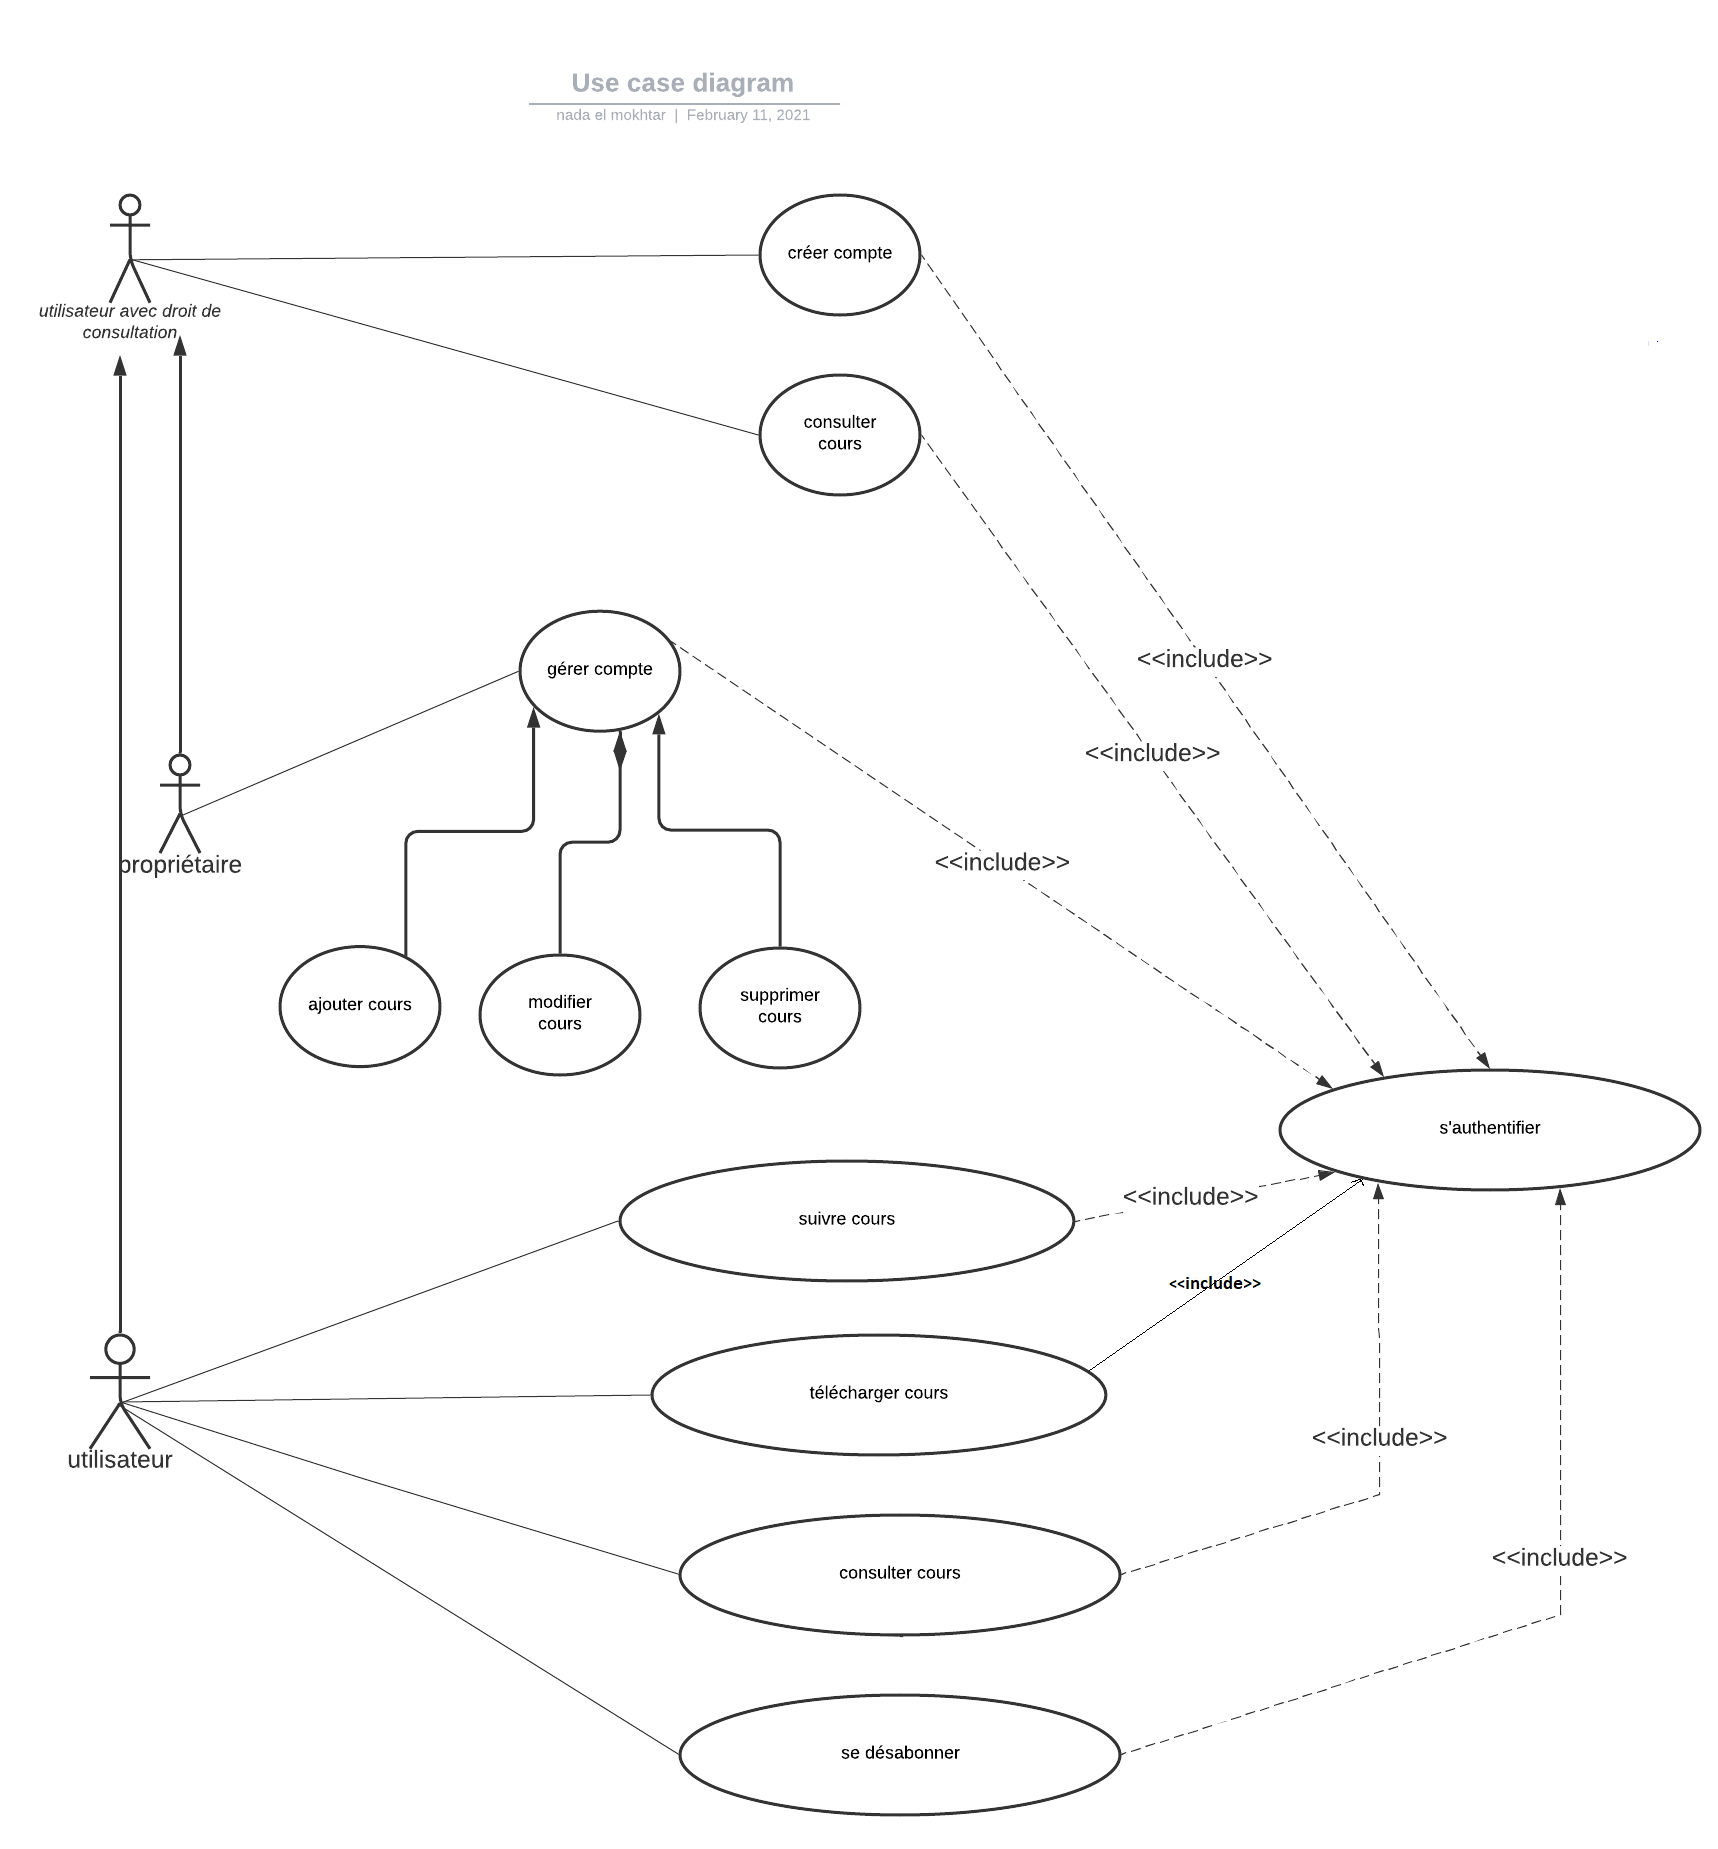 Use case diagram
nada el mokhtar | February 11, 2021
créer compte
utilisateur avec droit de
consultation
consulter
cours
<<include>>
gérer compte
<<include>>
<<include>>
propriétaire
ajouter cours
modifier
cours
supprimer
cours
s'authentifier
<<include>>
suivre cours
<<include>>
télécharger cours
<<include>>
utilisateur
<<include>>
consulter cours
se désabonner